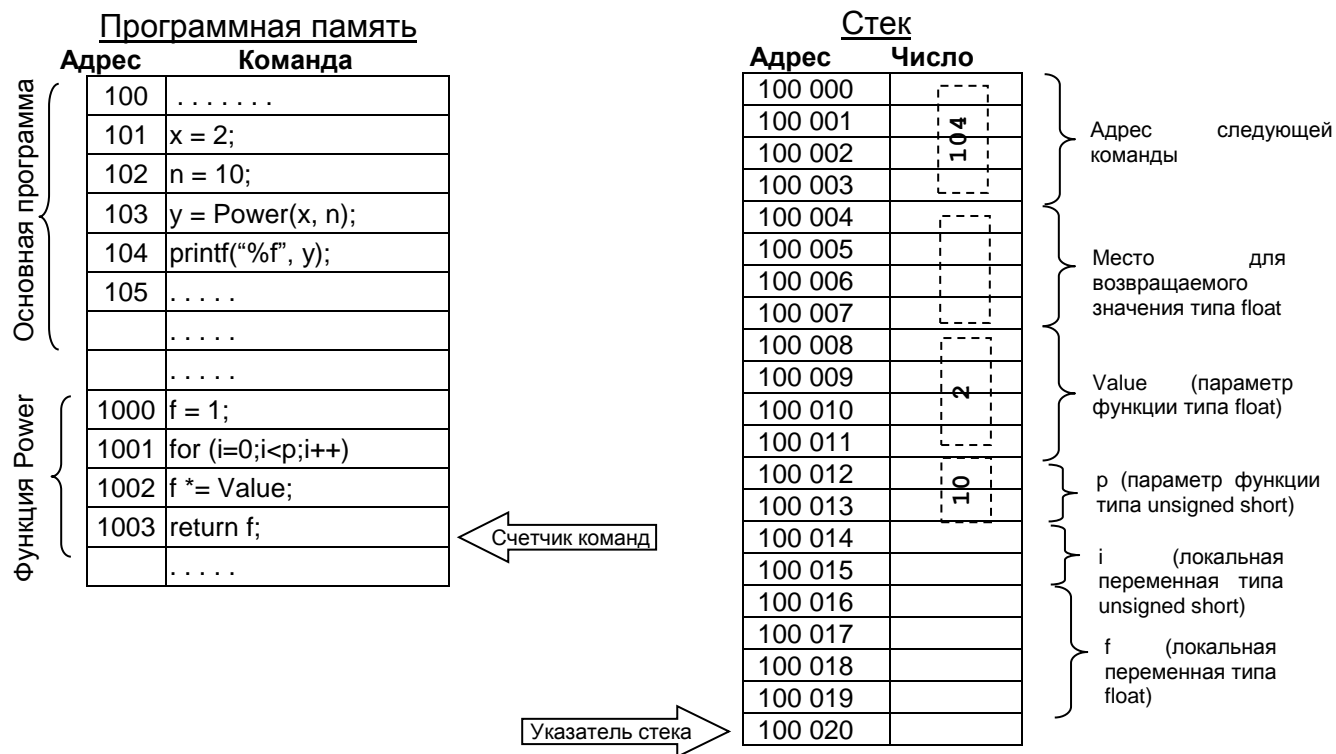 Программная память
Адрес Команда
Основная программа
100 . . . . . . .
101 x = 2;
102 n = 10;
103 y = Power(x, n);
104 printf(“%f”, y);
105 . . . . .
. . . . .
. . . . .
Функция Power
1000 f = 1;
1001 for (i=0;i<p;i++)
1002 f *= Value;
1003 return f;
. . . . .
Счетчик команд
Стек
Адрес Число
100 000
100 001
100 002
100 003
104
Адрес следующей
команды
100 004
100 005
100 006
100 007
Место для
возвращаемого
значения типа float
100 008
100 009
100 010
100 011
2
Value (параметр
функции типа float)
100 012
100 013
10
p (параметр функции
типа unsigned short)
100 014
100 015
i (локальная
переменная типа
unsigned short)
100 016
100 017
100 018
100 019
f (локальная
переменная типа
float)
100 020
Указатель стека